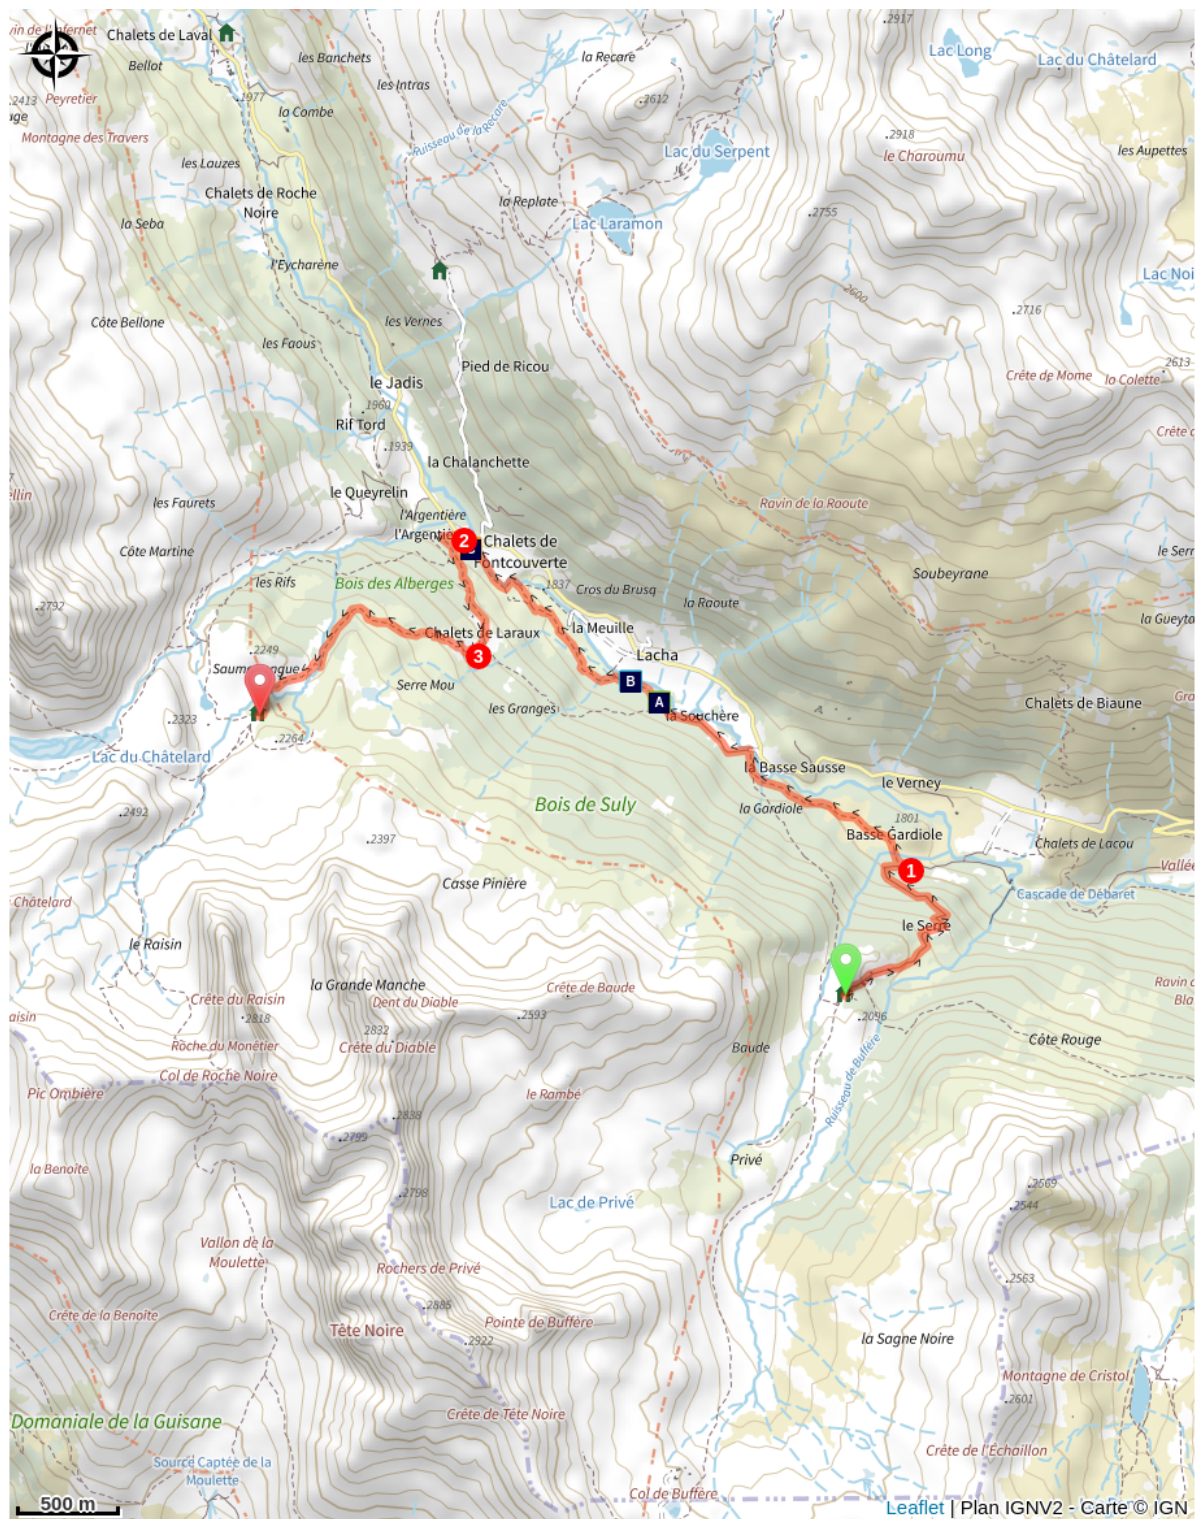 Chalets de Laval
Bellot
les Banchets
la Recare
.2917
Lac Long
Lac du Châtelard
les Intras
Peyretier
Montagne des Travers
.1977
la Combe
.2612
Ruisseau de la Recare
.2918
le Charoumu
les Aupettes
Lac du Serpent
les Lauzes
Chalets de Roche
Noire
la Replate
la Seba
Lac Laramon
.2755
l'Eycharène
2600
.2716
Côte Bellone
les Vernes
les Faous
Pied de Ricou
2613
Crête de Mome
la Colette
le Jadis
.1960
Rif Tord
.1939
la Chalanchette
le Queyrelin
les Faurets
Ravin de la Raoute
l'Argentière
2
Chalets de
Fontcouverte
Côte Martine
les Rifs
Bois des Alberges
.1837
Cros du Brusq
Soubeyrane
la Raoute
.2792
la Meuille
Chalets de Laraux
3
Lacha
.2249
Serre Mou
B
A
les Granges
la Souchère
Chalets de Biaune
.2323
.2264
Lac du Châtelard
la Basse Sausse
le Verney
Bois de Suly
la Gardiole
1801
Basse Gardiole
.2492
.2397
Chalets de Lacou
1
Casse Pinière
Cascade de Débaret
Châtelard
le Serre
le Raisin
la Grande Manche
Crête de Baude
Crête du Raisin
.2818
Dent du Diable
.2593
2832
Crête du Diable
.2096
Côte Rouge
Roche du Monêtier
Baude
Col de Roche Noire
Pic Ombière
le Rambé
Ruisseau de Buffère
.2838
.2799
la Benoite
Privé
.2798
.2569
.2544
Lac de Privé
Vallon de la
Moulette
Rochers de Privé
.2563
Crête de la Benoite
.2885
Pointe de Buffère
Tête Noire
.2922
la Sagne Noire
Montagne de Cristol
.2601
Domaniale de la Guisane
Crête de Tête Noire
Crête de l'Échaillon
Source Captée de la
Moulette
Col de Buffère
500 m
Leaflet | Plan IGNV2 - Carte © IGN